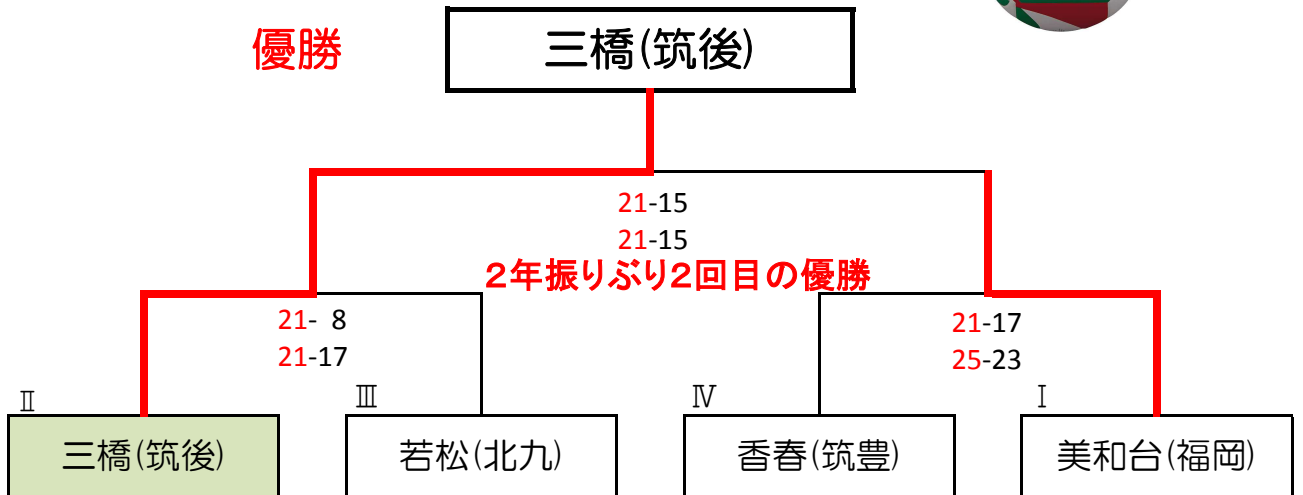 優勝
三橋(筑後)
21-15
21-15
2年振りぶり2回目の優勝
21- 8
21-17
21-17
25-23
Ⅱ
Ⅲ
Ⅳ
Ⅰ
三橋(筑後)
若松(北九)
香春(筑豊)
美和台(福岡)